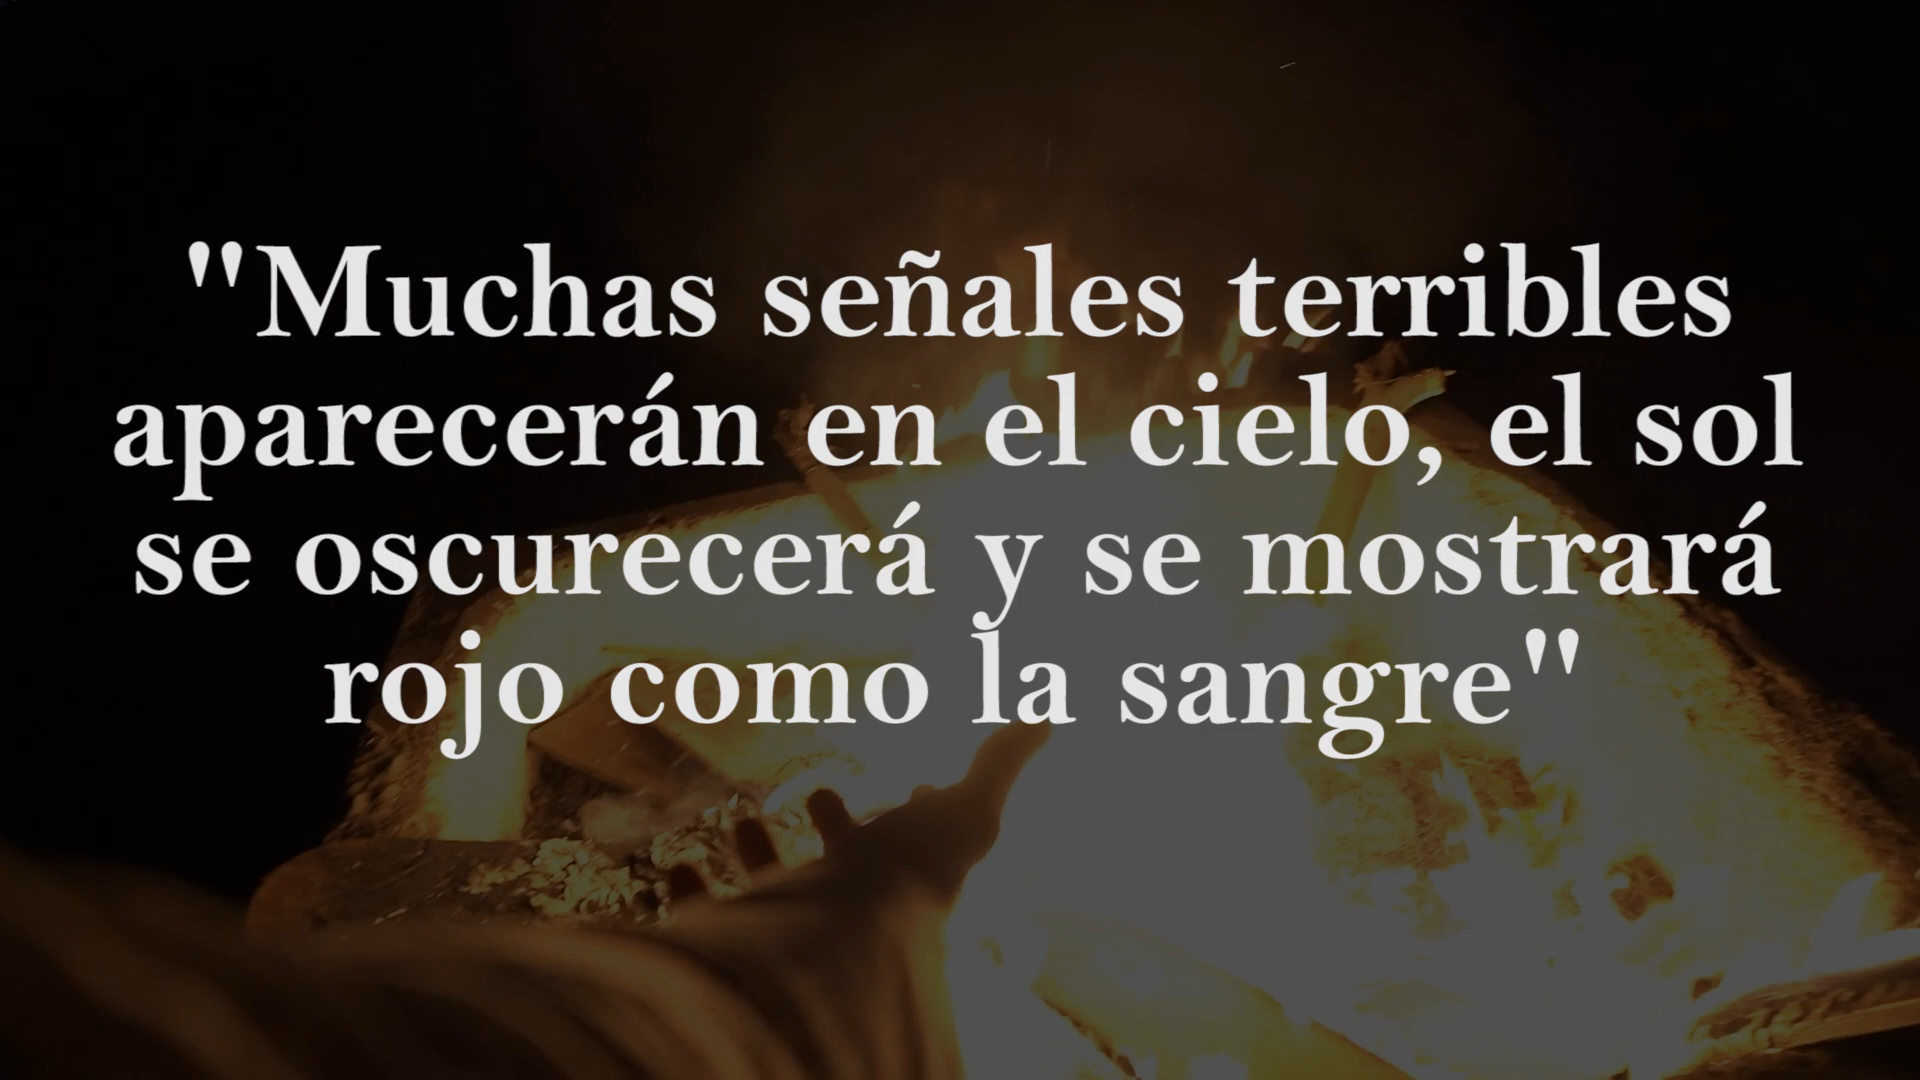 "Muchas señales terribles
aparecerán en el cielo, el sol
se oscurecerá y se mostrará
rojo como la sangre"